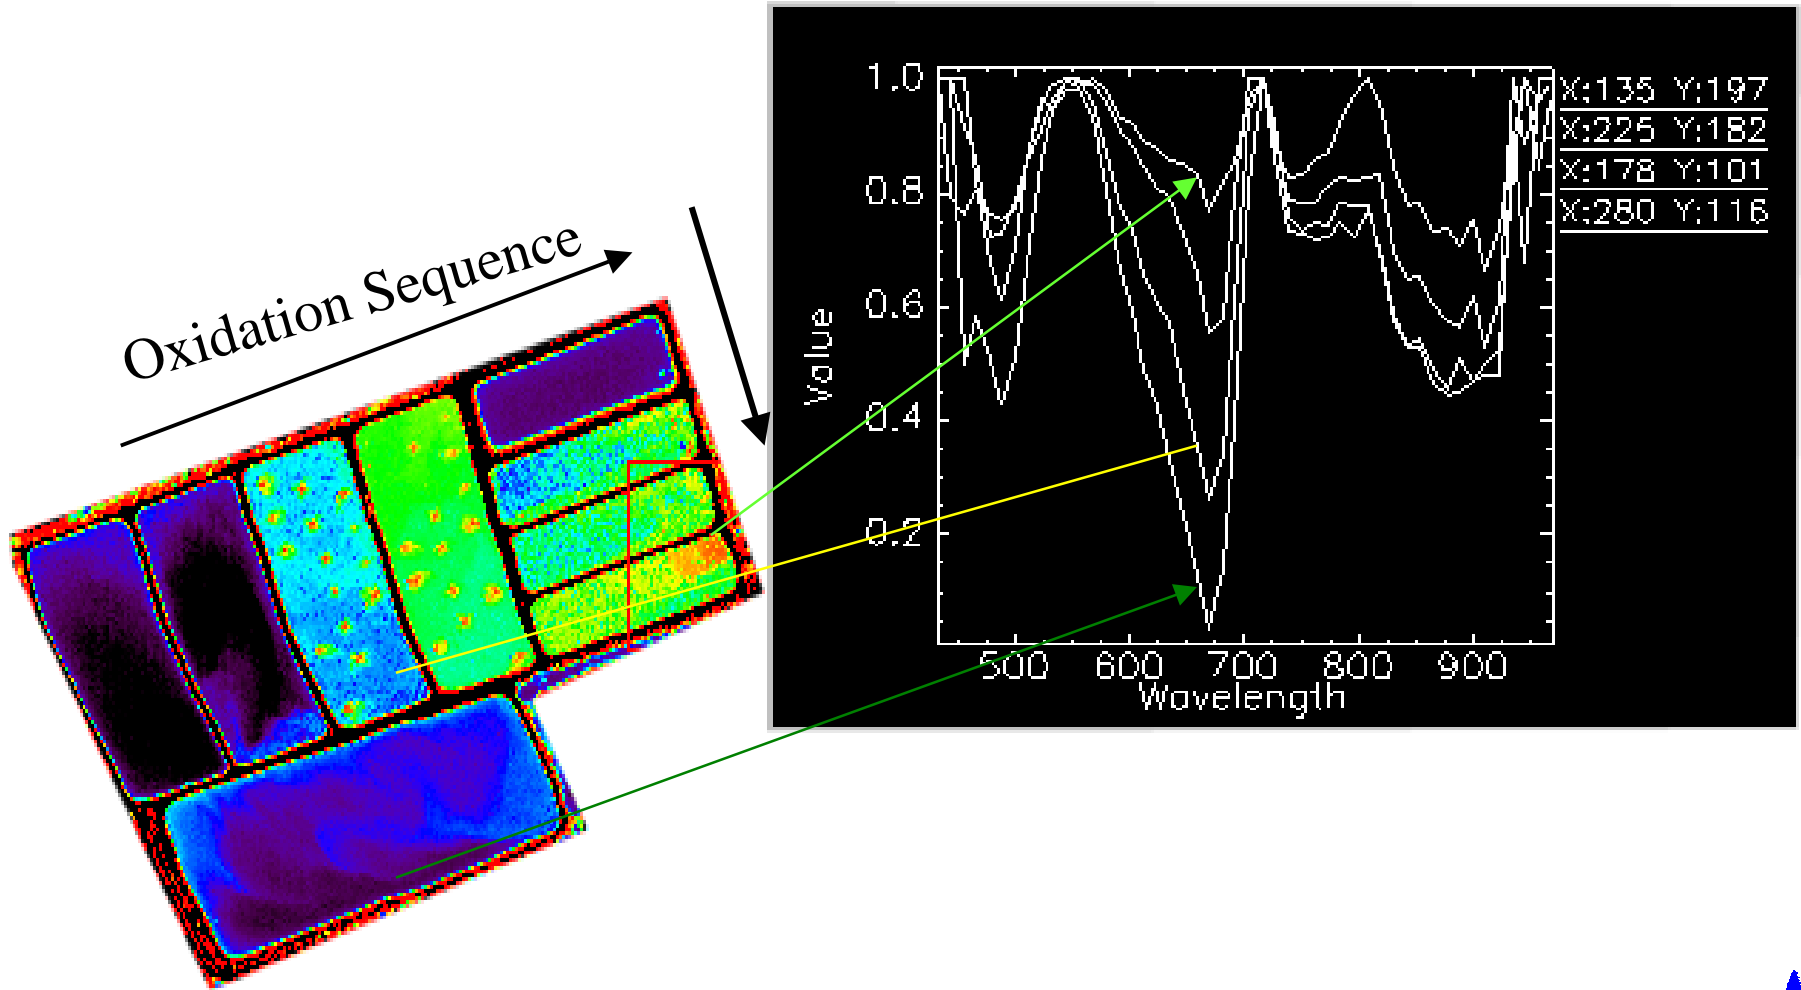 Oxidation Sequence
1.0
0.8
0.6
0.4
0.2
Value
500 600 700 800 900
Wavelength
X:135 Y:197
X:225 Y:182
X:178 Y:101
X:280 Y:116